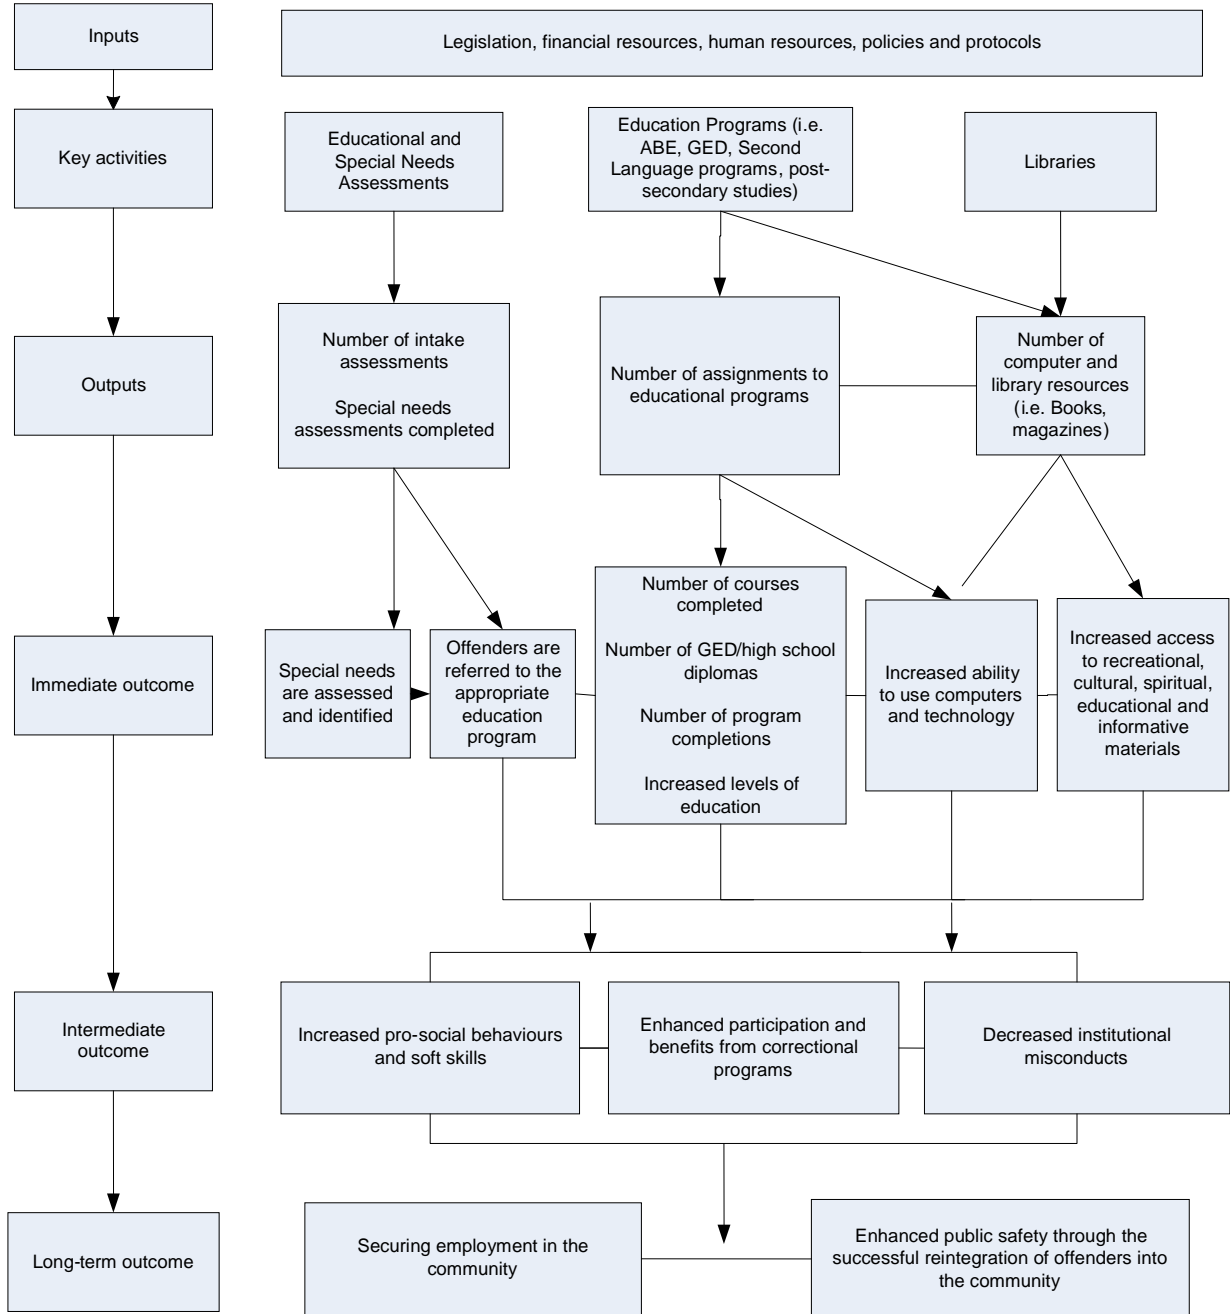 Inputs
Legislation, financial resources, human resources, policies and protocols
Key activities
Educational and
Special Needs
Assessments
Education Programs (i.e.
ABE, GED, Second
Language programs, post-
secondary studies)
Libraries
Outputs
Number of intake
assessments
Special needs
assessments completed
Number of assignments to
educational programs
Number of
computer and
library resources
(i.e. Books,
magazines)
Immediate outcome
Special needs
are assessed
and identified
Offenders are
referred to the
appropriate
education
program
Number of courses
completed
Number of GED/high school
diplomas
Number of program
completions
Increased levels of
education
Increased ability
to use computers
and technology
Increased access
to recreational,
cultural, spiritual,
educational and
informative
materials
Intermediate
outcome
Increased pro-social behaviours
and soft skills
Enhanced participation and
benefits from correctional
programs
Decreased institutional
misconducts
Long-term outcome
Securing employment in the
community
Enhanced public safety through the
successful reintegration of offenders into
the community